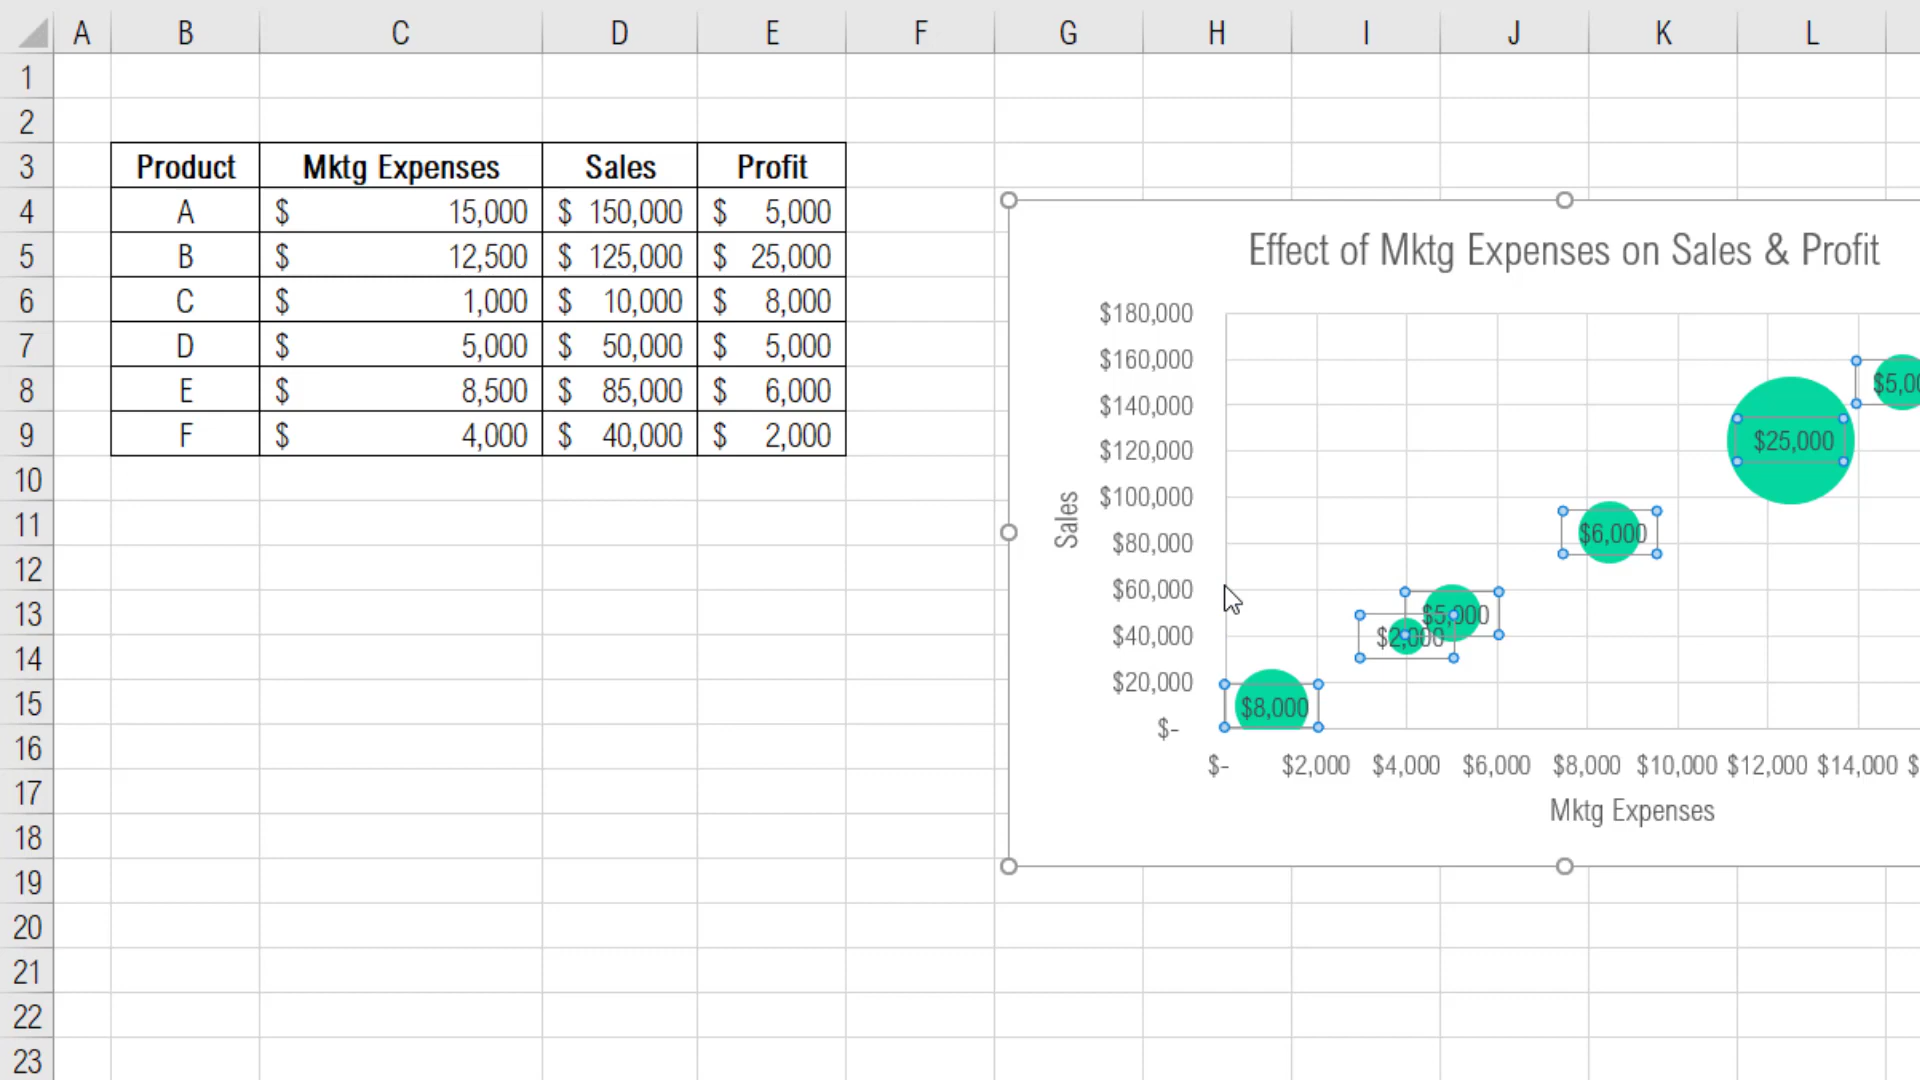 A B C D E F G H I J K L
1
2
3 Product Mktg Expenses Sales Profit
4 A $ 15,000 $ 150,000 $ 5,000
5 B $ 12,500 $ 125,000 $ 25,000
6 C $ 1,000 $ 10,000 $ 8,000
7 D $ 5,000 $ 50,000 $ 5,000
8 E $ 8,500 $ 85,000 $ 6,000
9 F $ 4,000 $ 40,000 $ 2,000
10
11
12
13
14
15
16
17
18
19
20
21
22
23
Effect of Mktg Expenses on Sales & Profit
Sales
$180,000
$160,000
$140,000
$120,000
$100,000
$80,000
$60,000
$40,000
$20,000
$-
$25,000
$6,000
$5,000
$2,000
$8,000
$- $2,000 $4,000 $6,000 $8,000 $10,000 $12,000 $14,000
Mktg Expenses